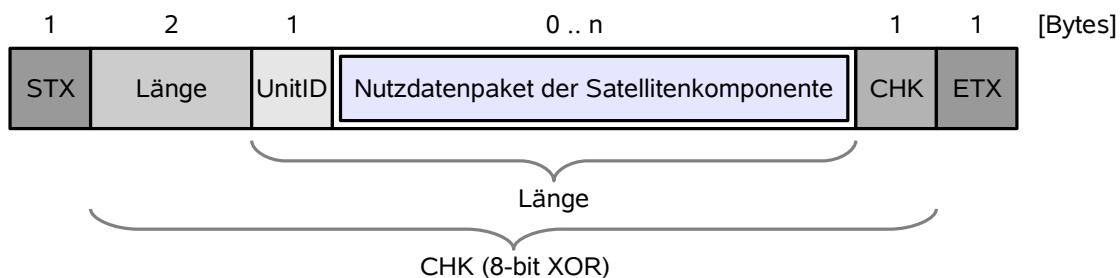 1 2 1 0 .. n 1 1 [Bytes]
STX Länge UnitID Nutzdatenpaket der Satellitenkomponente CHK ETX
Länge
CHK (8-bit XOR)